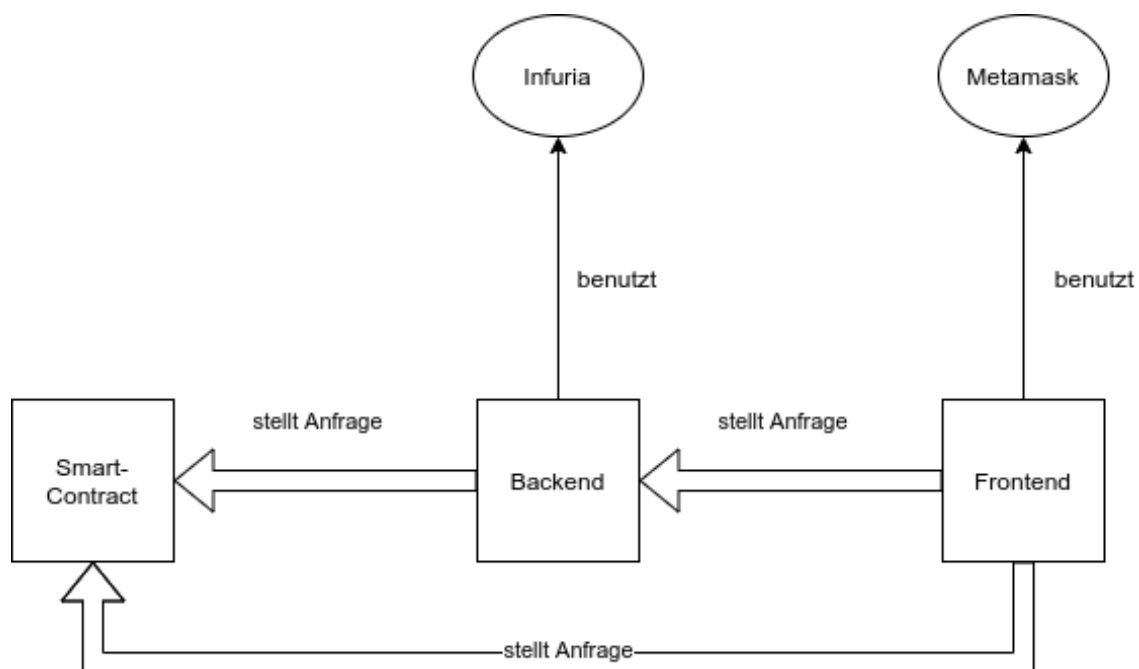 Infuria
Metamask
benutzt
benutzt
stellt Anfrage
stellt Anfrage
Smart-
Contract
Backend
Frontend
stellt Anfrage